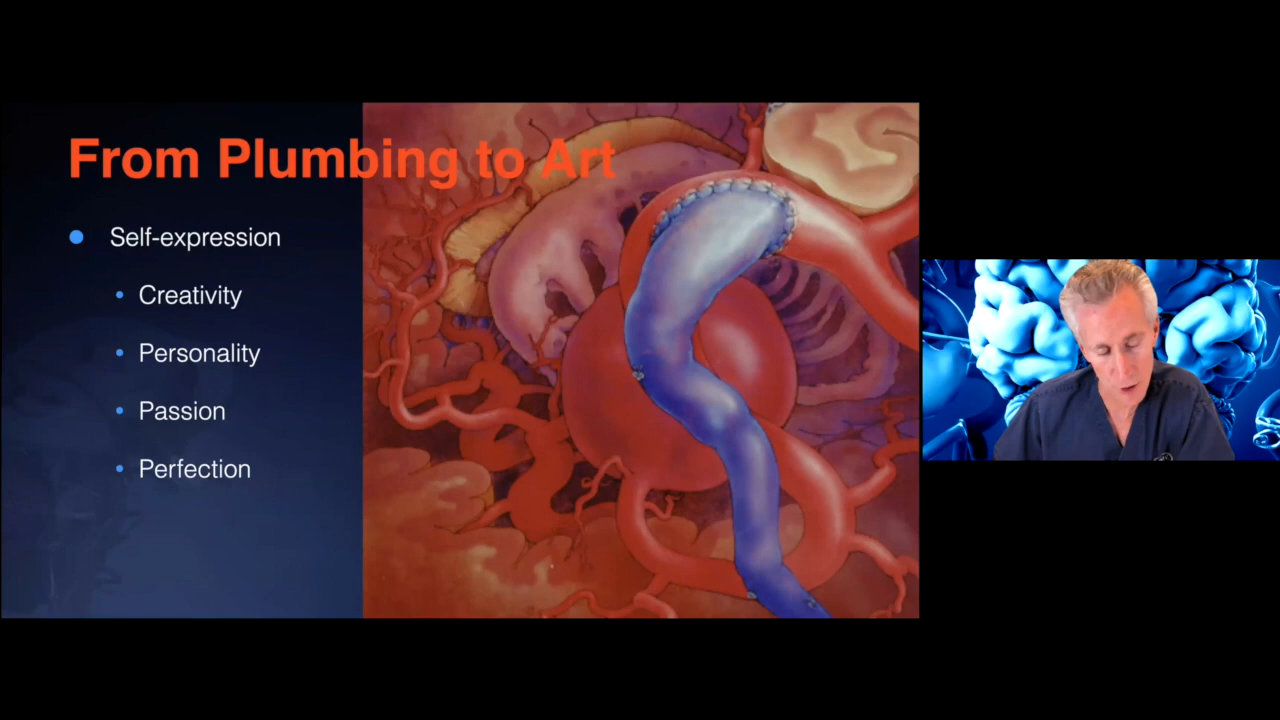 From Plumbing to Art
Self-expression
Creativity
Personality
Passion
Perfection